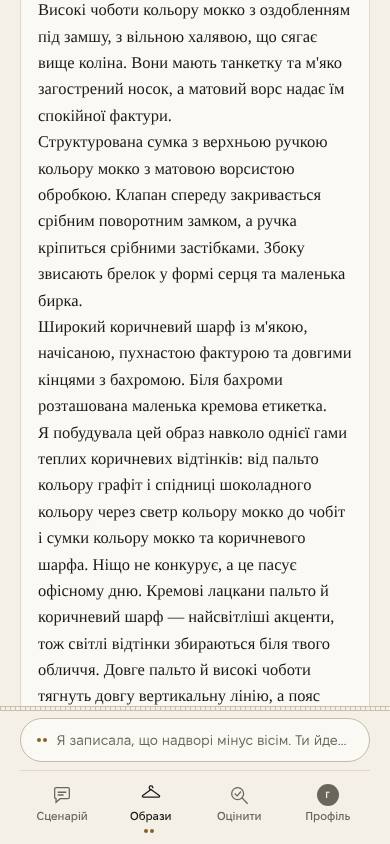 Високі чоботи кольору мокко з оздобленням
під замшу, з вільною халявою, що сягає
вище коліна. Вони мають танкетку та м'яко
загострений носок, а матовий ворс надає їм
спокійної фактури.
Структурована сумка з верхньою ручкою
кольору мокко з матовою ворсистою
обробкою. Клапан спереду закривається
срібним поворотним замком, а ручка
кріпиться срібними застібками. Збоку
звисають брелок у формі серця та маленька
бирка.
Широкий коричневий шарф із м'якою,
начісаною, пухнастою фактурою та довгими
кінцями з бахромою. Біля бахроми
розташована маленька кремова етикетка.
Я побудувала цей образ навколо однієї гами
теплих коричневих відтінків: від пальто
кольору графіт і спідниці шоколадного
кольору через светр кольору мокко до чобіт
і сумки кольору мокко та коричневого
шарфа. Ніщо не конкурує, а це пасує
офісному дню. Кремові лацкани пальто й
коричневий шарф — найсвітліші акценти,
тож світлі відтінки збираються біля твого
обличчя. Довге пальто й високі чоботи
тягнуть довгу вертикальну лінію, а пояс
Я записала, що надворі мінус вісім. Ти йде...
Сценарій
Образи
Оцінити
г
Профіль